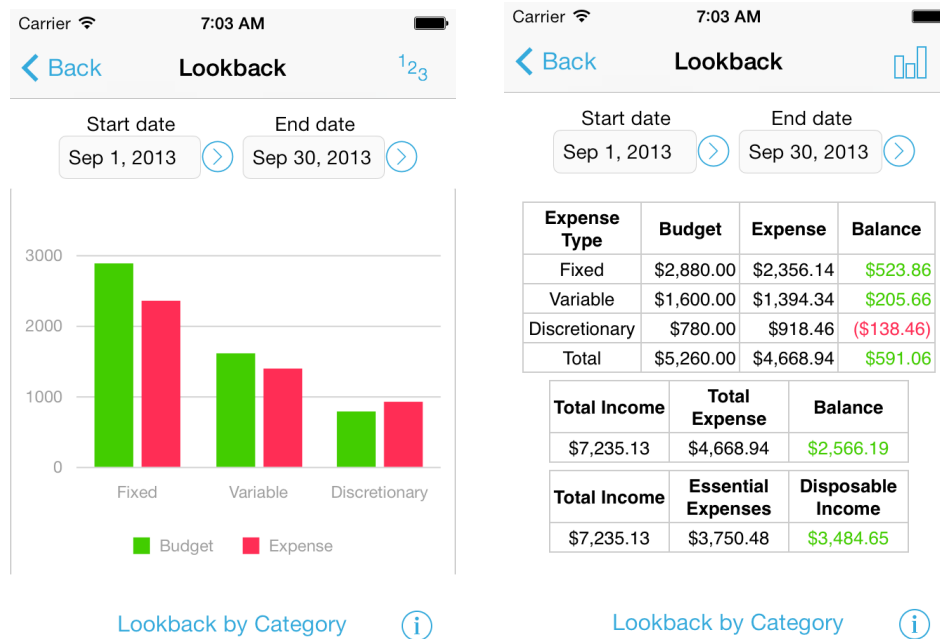 Carrier 7:03 AM
Back Lookback 123
Start date End date
Sep 1, 2013 Sep 30, 2013
3000
2000
1000
0
Fixed Variable Discretionary
Budget Expense
Lookback by Category i
Carrier 7:03 AM
Back Lookback
Start date End date
Sep 1, 2013 Sep 30, 2013
Expense Type Budget Expense Balance
Fixed $2,880.00 $2,356.14 $523.86
Variable $1,600.00 $1,394.34 $205.66
Discretionary $780.00 $918.46 ($138.46)
Total $5,260.00 $4,668.94 $591.06
Total Income Total Expense Balance
$7,235.13 $4,668.94 $2,566.19
Total Income Essential Expenses Disposable Income
$7,235.13 $3,750.48 $3,484.65
Lookback by Category i